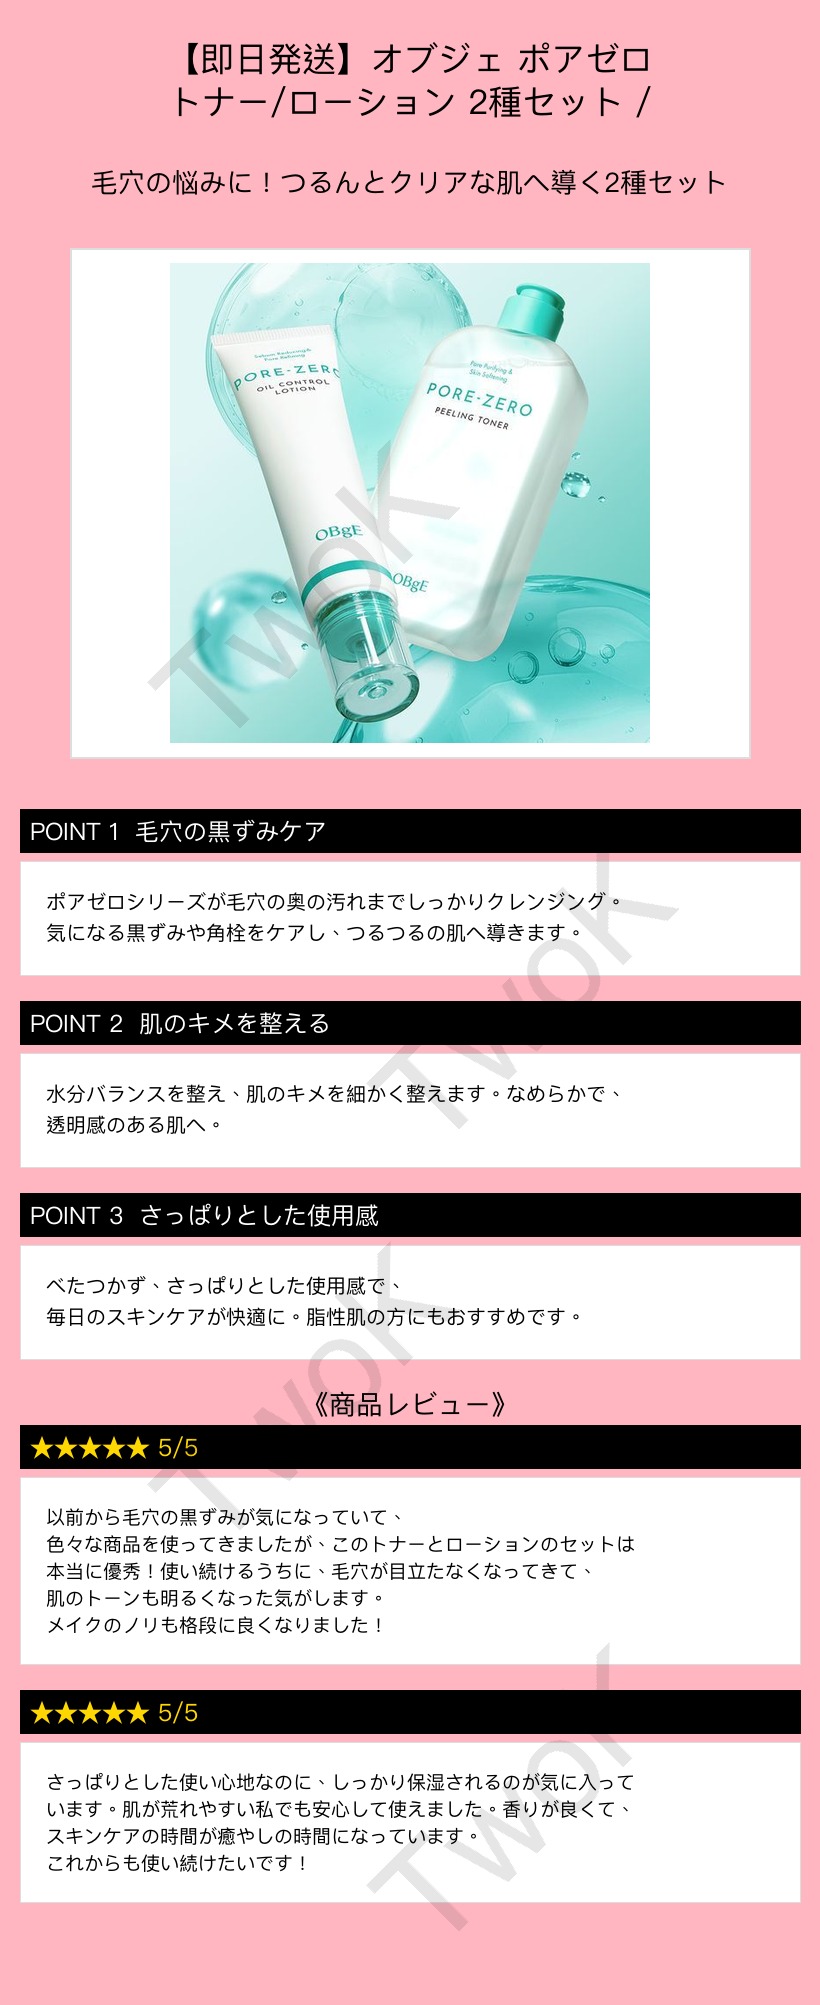 【即日発送】オブジェ ポアゼロ
トナー/ローション 2種セット /
毛穴の悩みに！つるんとクリアな肌へ導く2種セット
Sebum Reducing&
Pore Refining
PORE-ZERO
OIL CONTROL
LOTION
OBgE
Pore Purifying &
Skin Softening
PORE-ZERO
PEELING TONER
OBgE
TwoK
POINT 1 毛穴の黒ずみケア
ポアゼロシリーズが毛穴の奥の汚れまでしっかりクレンジング。
気になる黒ずみや角栓をケアし、つるつるの肌へ導きます。
TwoK
POINT 2 肌のキメを整える
水分バランスを整え、肌のキメを細かく整えます。なめらかで、
透明感のある肌へ。
POINT 3 さっぱりとした使用感
べたつかず、さっぱりとした使用感で、
毎日のスキンケアが快適に。脂性肌の方にもおすすめです。
TwoK
《商品レビュー》
★★★★★ 5/5
以前から毛穴の黒ずみが気になっていて、
色々な商品を使ってきましたが、このトナーとローションのセットは
本当に優秀！使い続けるうちに、毛穴が目立たなくなってきて、
肌のトーンも明るくなった気がします。
メイクのノリも格段に良くなりました！
★★★★★ 5/5
さっぱりとした使い心地なのに、しっかり保湿されるのが気に入って
います。肌が荒れやすい私でも安心して使えました。香りが良くて、
スキンケアの時間が癒やしの時間になっています。
これからも使い続けたいです！
TwoK